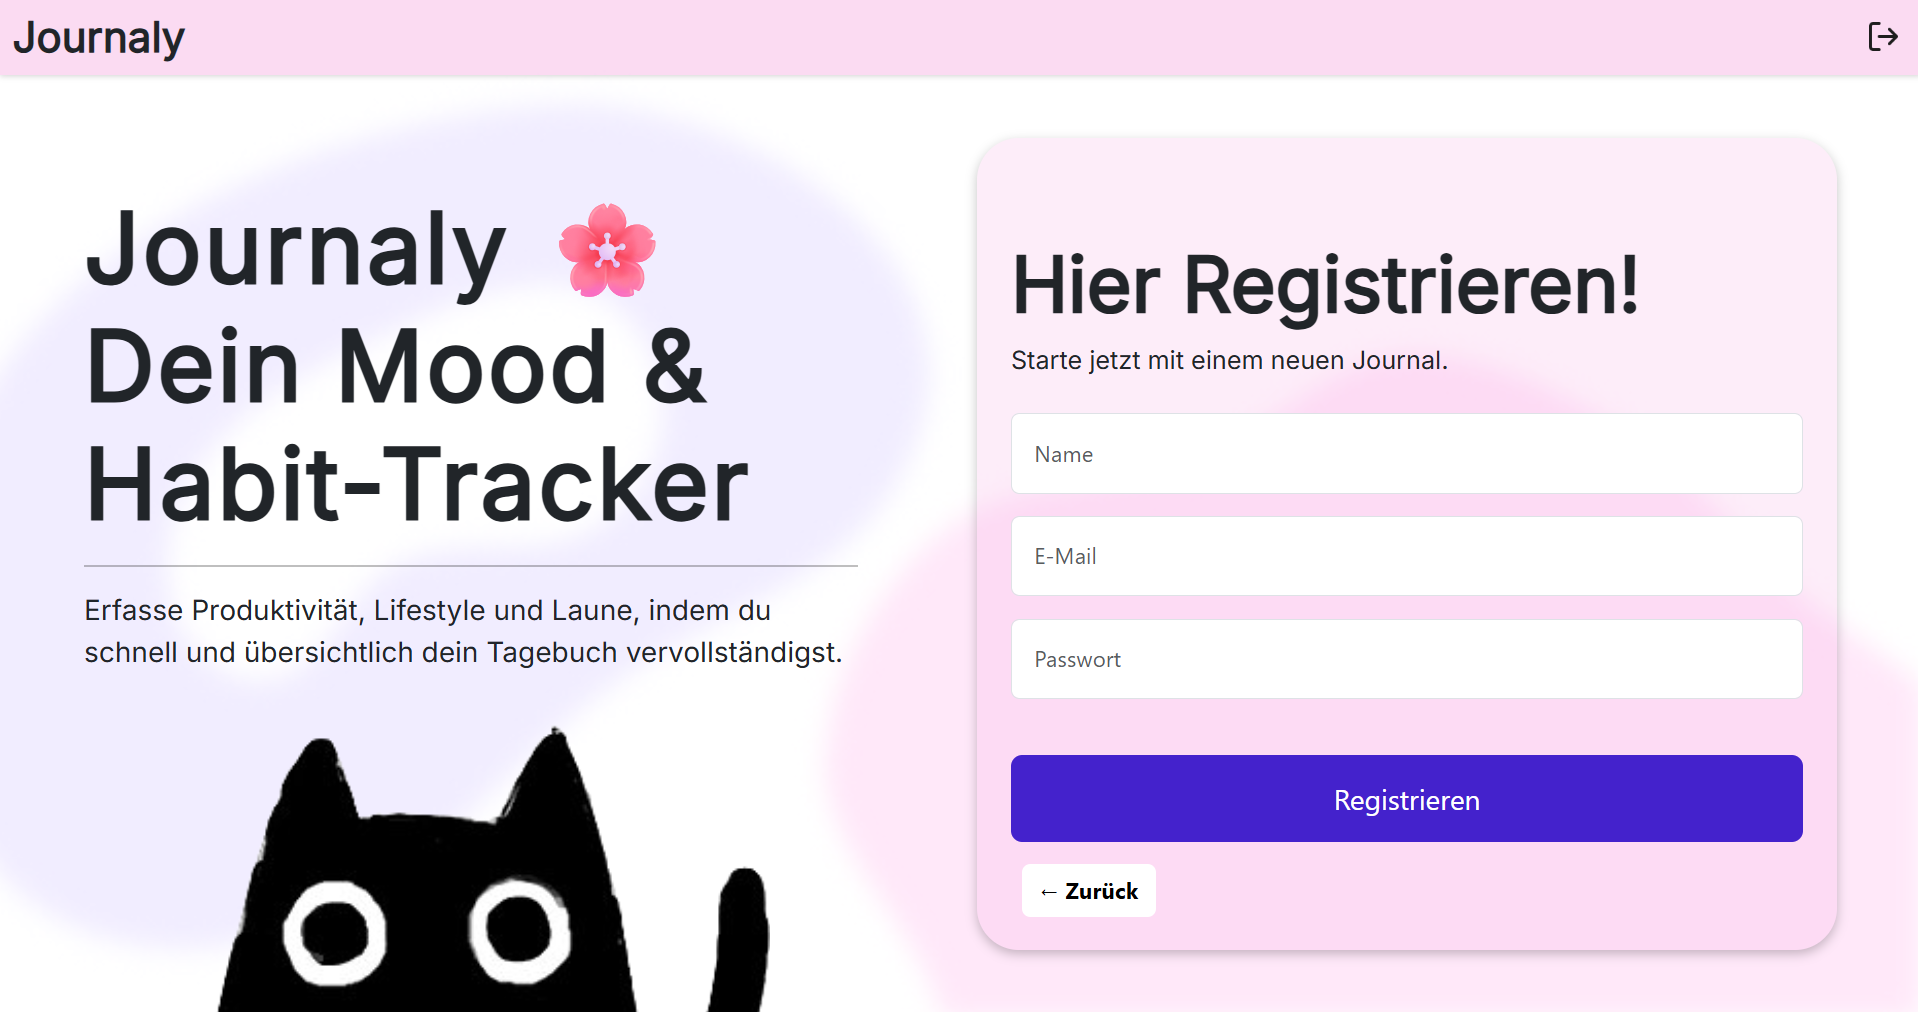 Journaly
Journaly 🌸
Dein Mood &
Habit-Tracker
Erfasse Produktivität, Lifestyle und Laune, indem du
schnell und übersichtlich dein Tagebuch vervollständigst.
Hier Registrieren!
Starte jetzt mit einem neuen Journal.
Name
E-Mail
Passwort
Registrieren
← Zurück